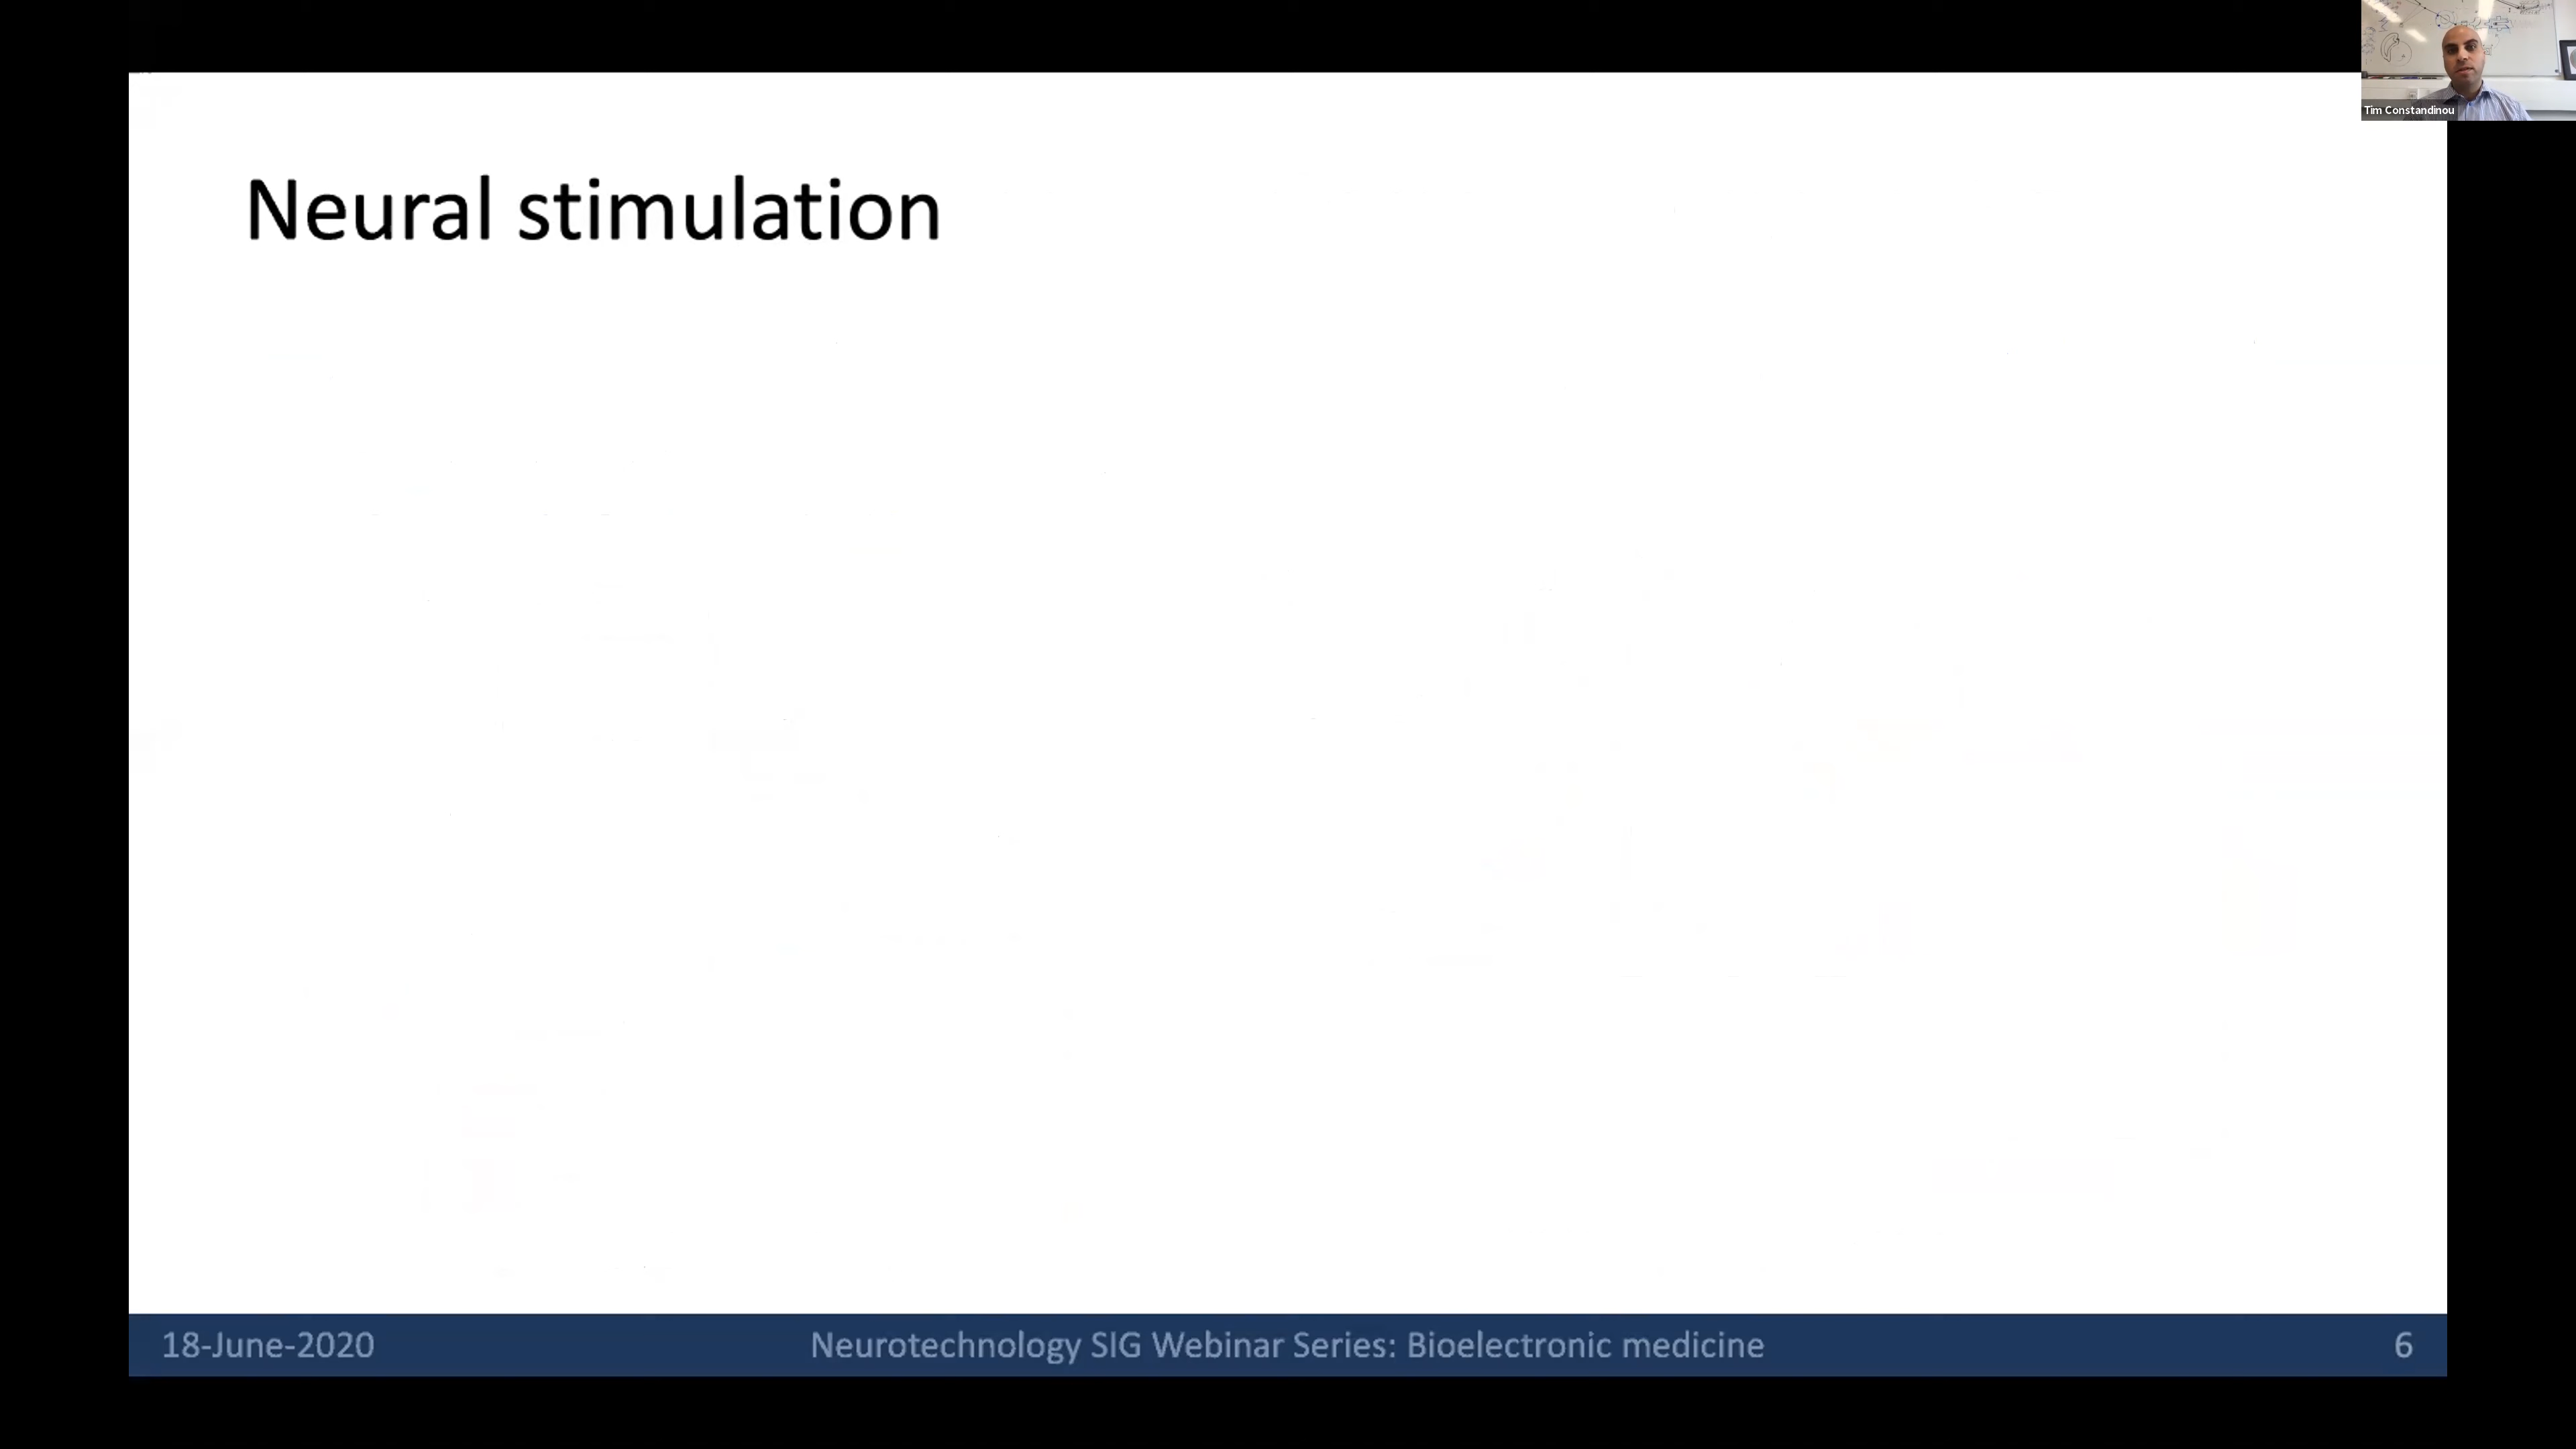 Tim Constandinou
Neural stimulation
18-June-2020
Neurotechnology SIG Webinar Series: Bioelectronic medicine
6